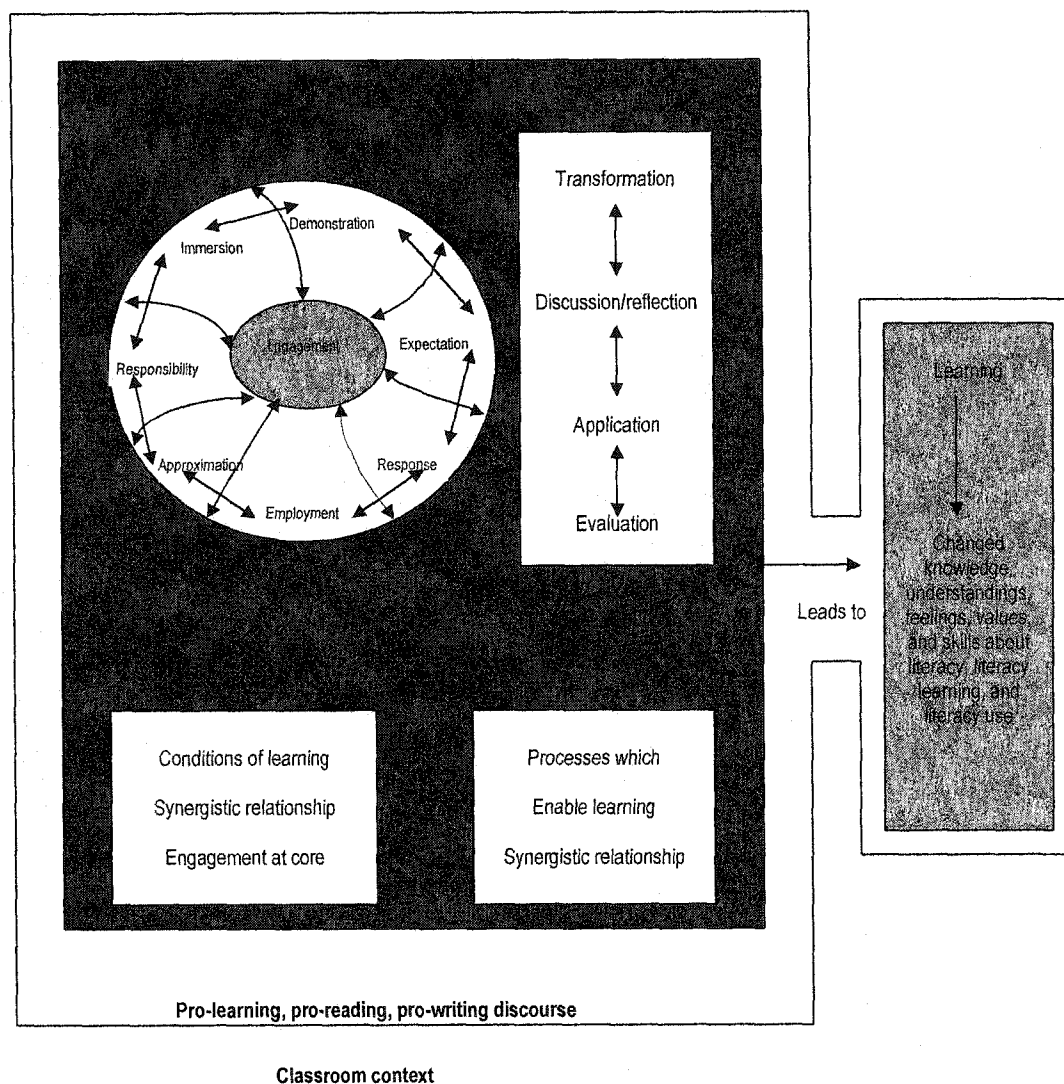 Demonstration
Immersion
Engagement
Expectation
Responsibility
Approximation
Response
Employment
Transformation
Discussion/reflection
Application
Evaluation
Leads to
Learning
Changed
knowledge,
understandings,
feelings, values,
and skills about
literacy, literacy
learning, and
literacy use
Conditions of learning
Synergistic relationship
Engagement at core
Processes which
Enable learning
Synergistic relationship
Pro-learning, pro-reading, pro-writing discourse
Classroom context